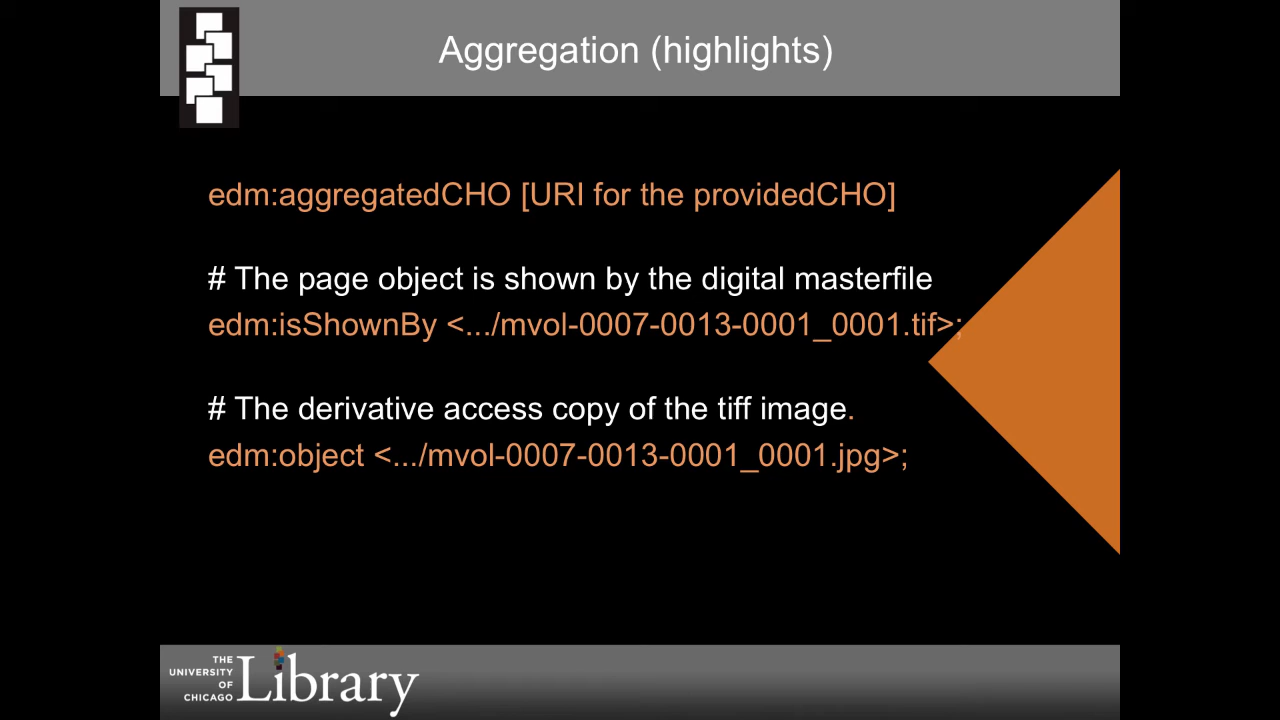 Aggregation (highlights)
edm:aggregatedCHO [URI for the providedCHO]
# The page object is shown by the digital masterfile
edm:isShownBy <.../mvol-0007-0013-0001_0001.tif>;
# The derivative access copy of the tiff image.
edm:object <.../mvol-0007-0013-0001_0001.jpg>;
THE
UNIVERSITY
OF
CHICAGO
Library